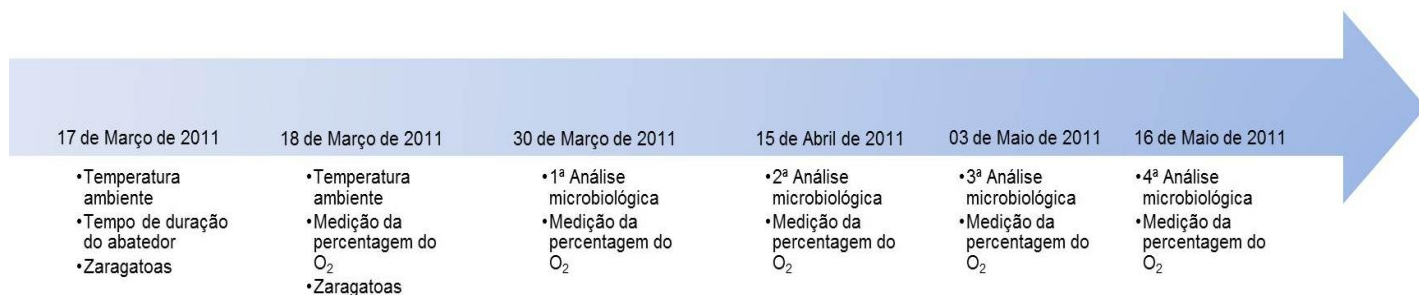 17 de Março de 2011
•Temperatura
ambiente
•Tempo de duração
do abatedor
•Zaragatoas
18 de Março de 2011
•Temperatura
ambiente
•Medição da
percentagem do
O₂
•Zaragatoas
30 de Março de 2011
•1ª Análise
microbiológica
•Medição da
percentagem do
O₂
15 de Abril de 2011
•2ª Análise
microbiológica
•Medição da
percentagem do
O₂
03 de Maio de 2011
•3ª Análise
microbiológica
•Medição da
percentagem do
O₂
16 de Maio de 2011
•4ª Análise
microbiológica
•Medição da
percentagem do
O₂